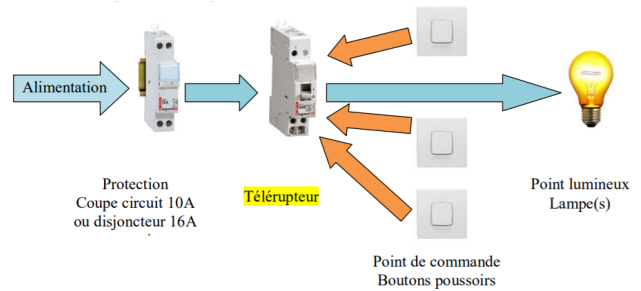 Alimentation
Protection
Coupe circuit 10A
ou disjoncteur 16A
Télérupteur
Point lumineux
Lampe(s)
Point de commande
Boutons poussoirs